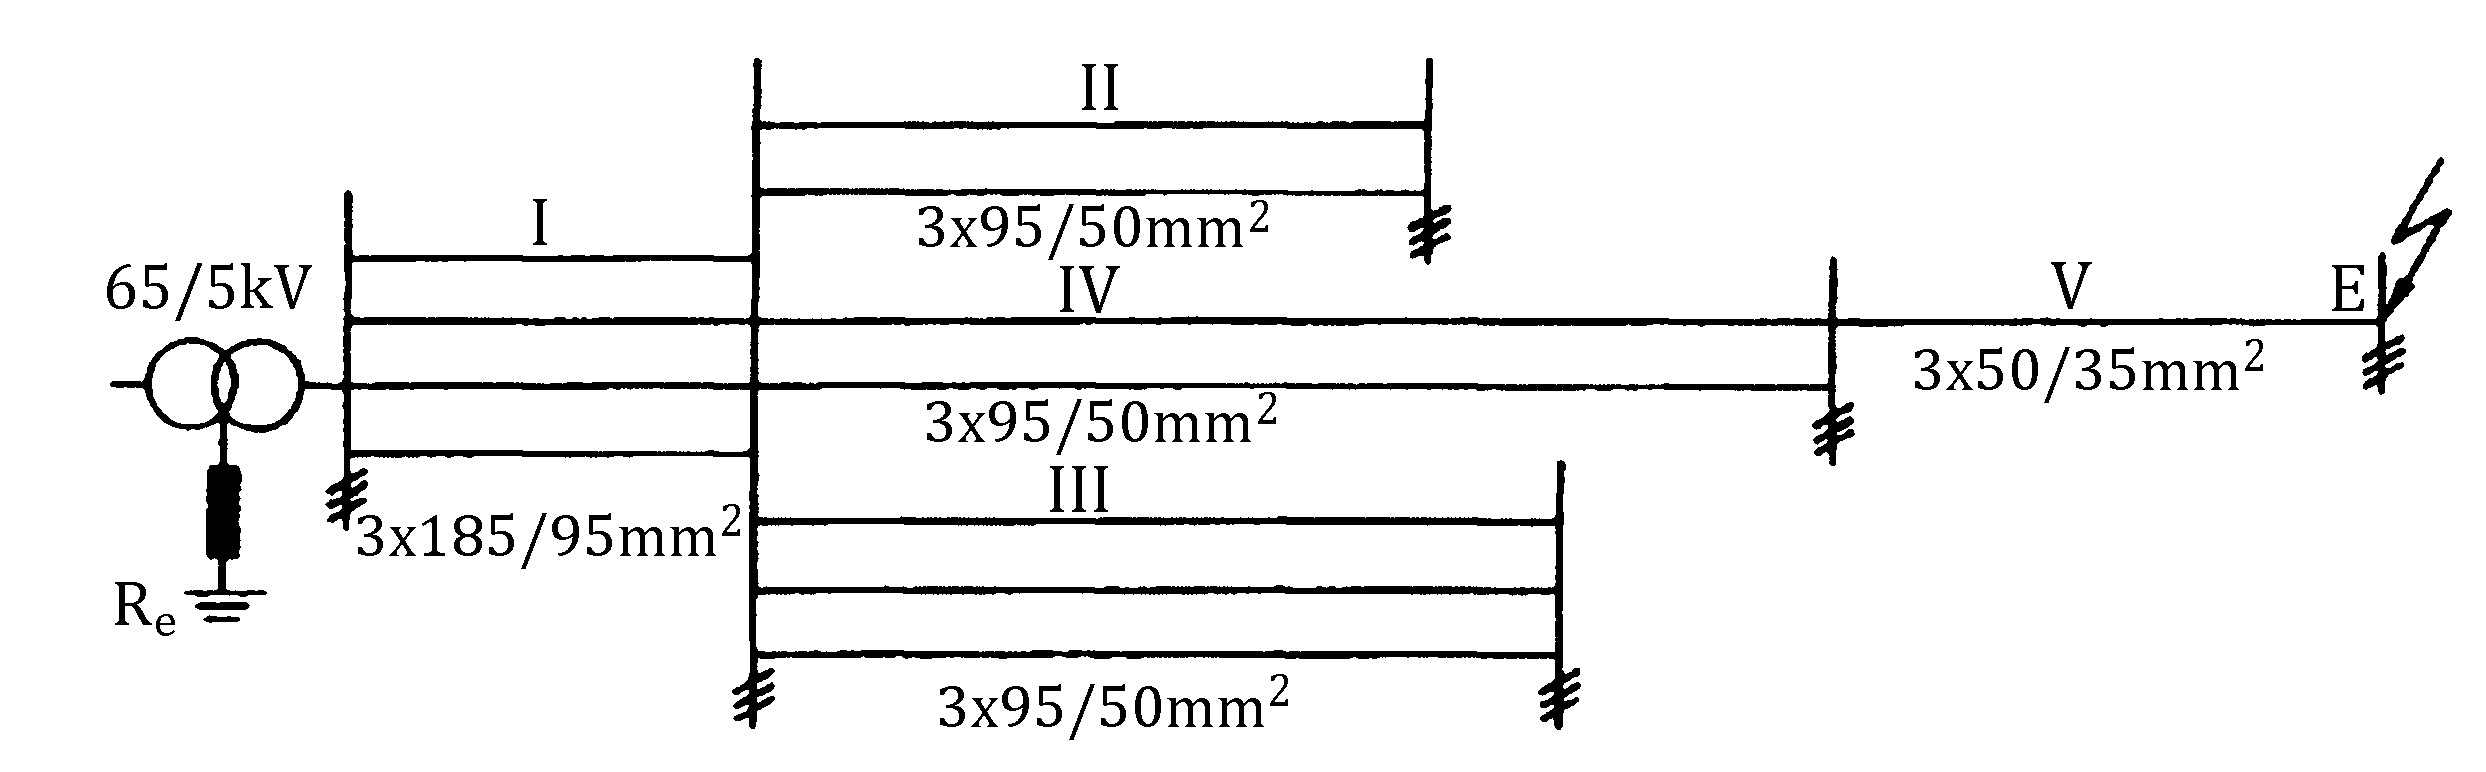 II
3x95/50mm²
I
65/5kV
IV
V
E
3x50/35mm²
3x95/50mm²
III
3x185/95mm²
Rₑ
3x95/50mm²